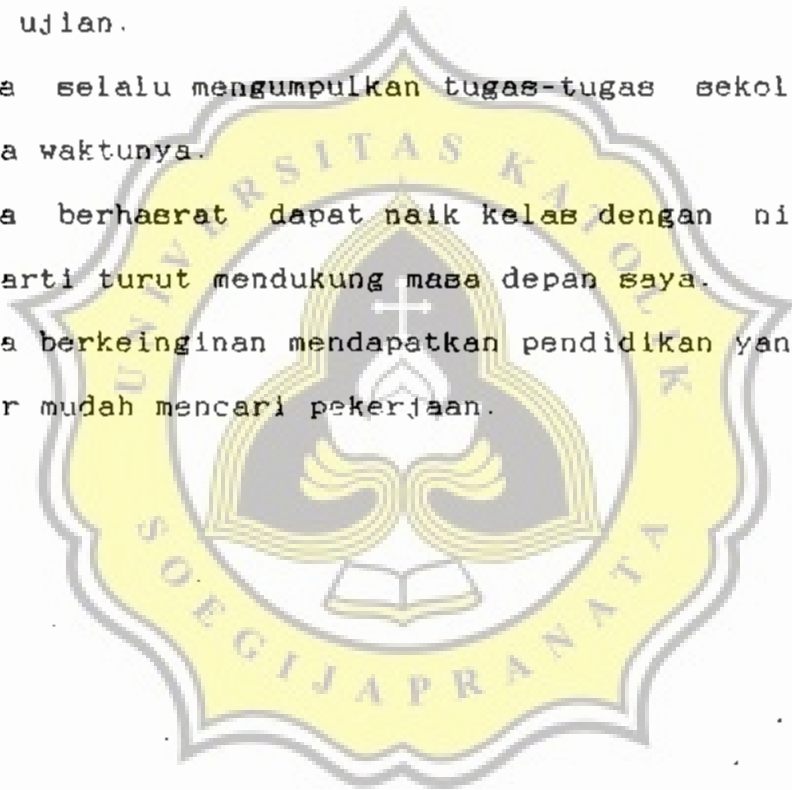 ujian.
a selalu mengumpulkan tugas-tugas sekol
a waktunya.
a berhasrat dapat naik kelas dengan ni
arti turut mendukung masa depan saya.
a berkeinginan mendapatkan pendidikan yan
r mudah mencari pekerjaan.
UNIVERSITAS KATOLIK
SOEGIJAPRANATA